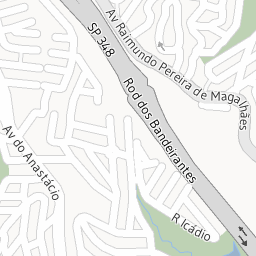 SP 348
Av Raimundo Pereira de Magalhães
Rod dos Bandeirantes
Av do Anastácio
R Icádio